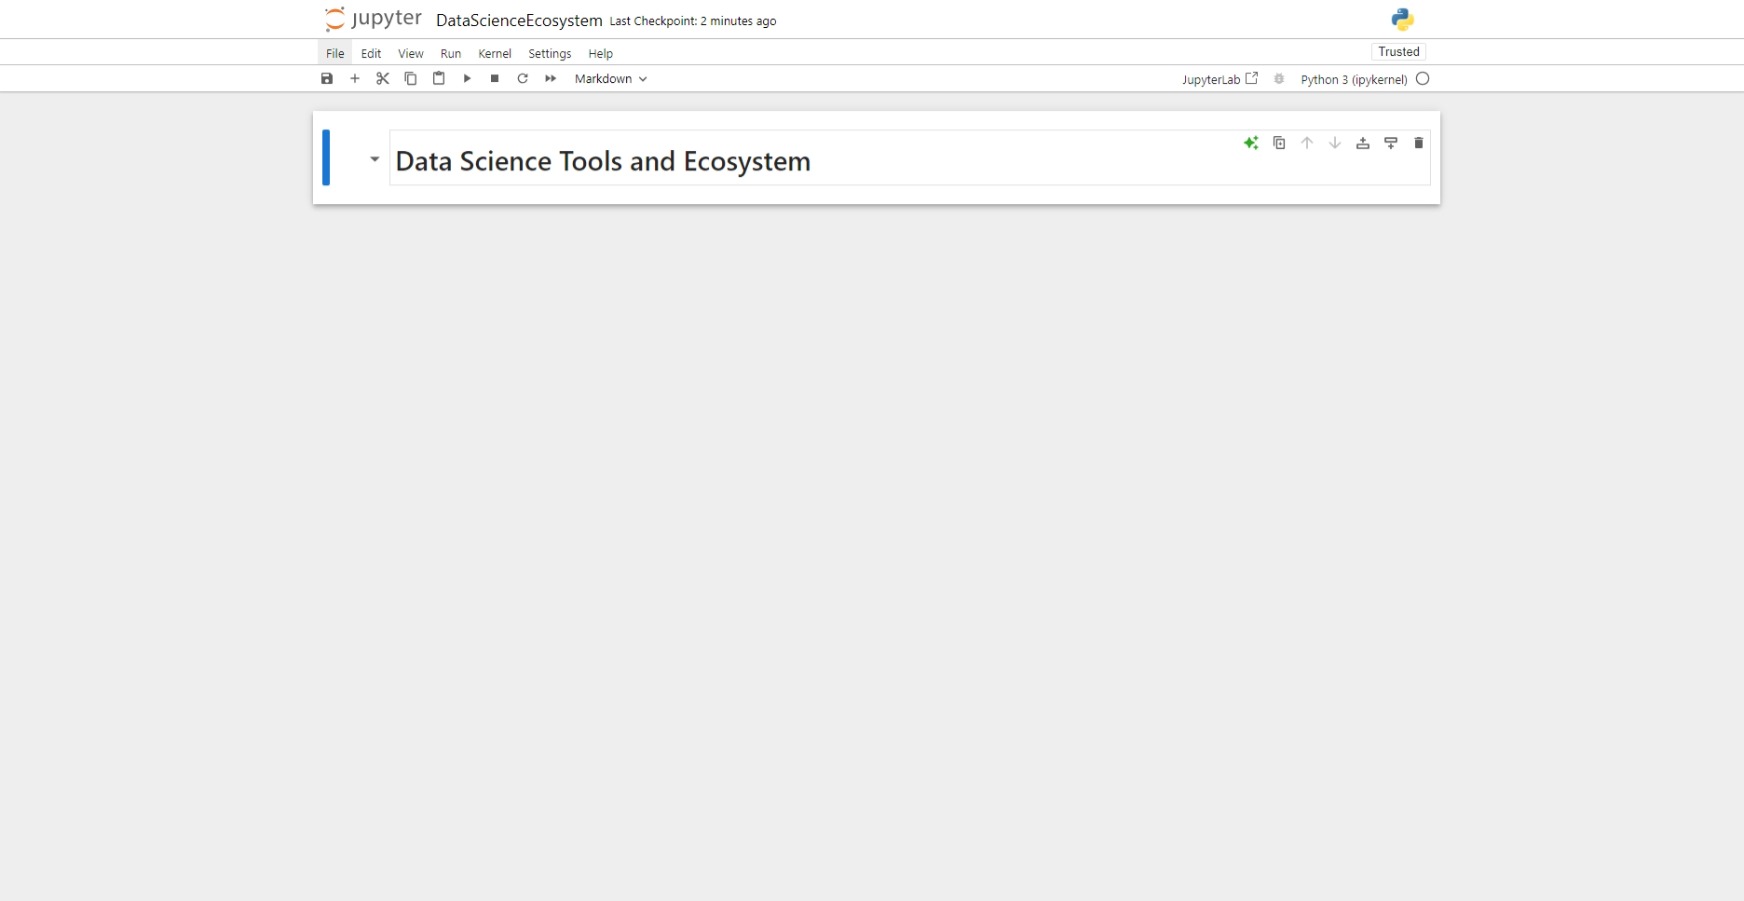 jupyter DataScienceEcosystem Last Checkpoint: 2 minutes ago
File Edit View Run Kernel Settings Help Trusted
Markdown JupyterLab Python 3 (ipykernel)
Data Science Tools and Ecosystem